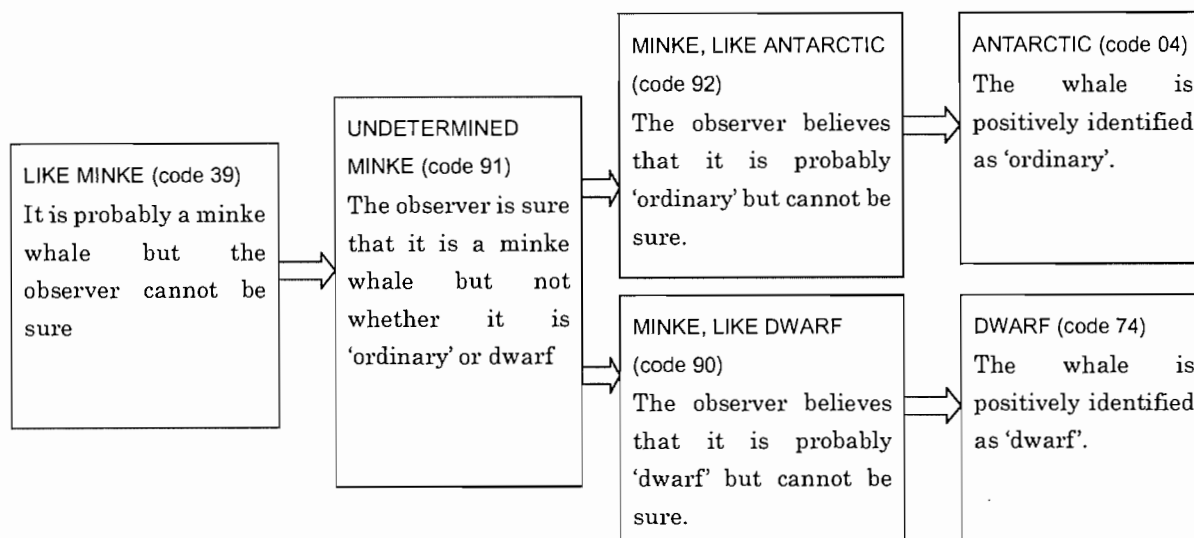 LIKE MINKE (code 39)
It is probably a minke
whale but the
observer cannot be
sure
UNDETERMINED
MINKE (code 91)
The observer is sure
that it is a minke
whale but not
whether it is
‘ordinary’ or dwarf
MINKE, LIKE ANTARCTIC
(code 92)
The observer believes
that it is probably
‘ordinary’ but cannot be
sure.
ANTARCTIC (code 04)
The whale is
positively identified
as ‘ordinary’.
MINKE, LIKE DWARF
(code 90)
The observer believes
that it is probably
‘dwarf’ but cannot be
sure.
DWARF (code 74)
The whale is
positively identified
as ‘dwarf’.